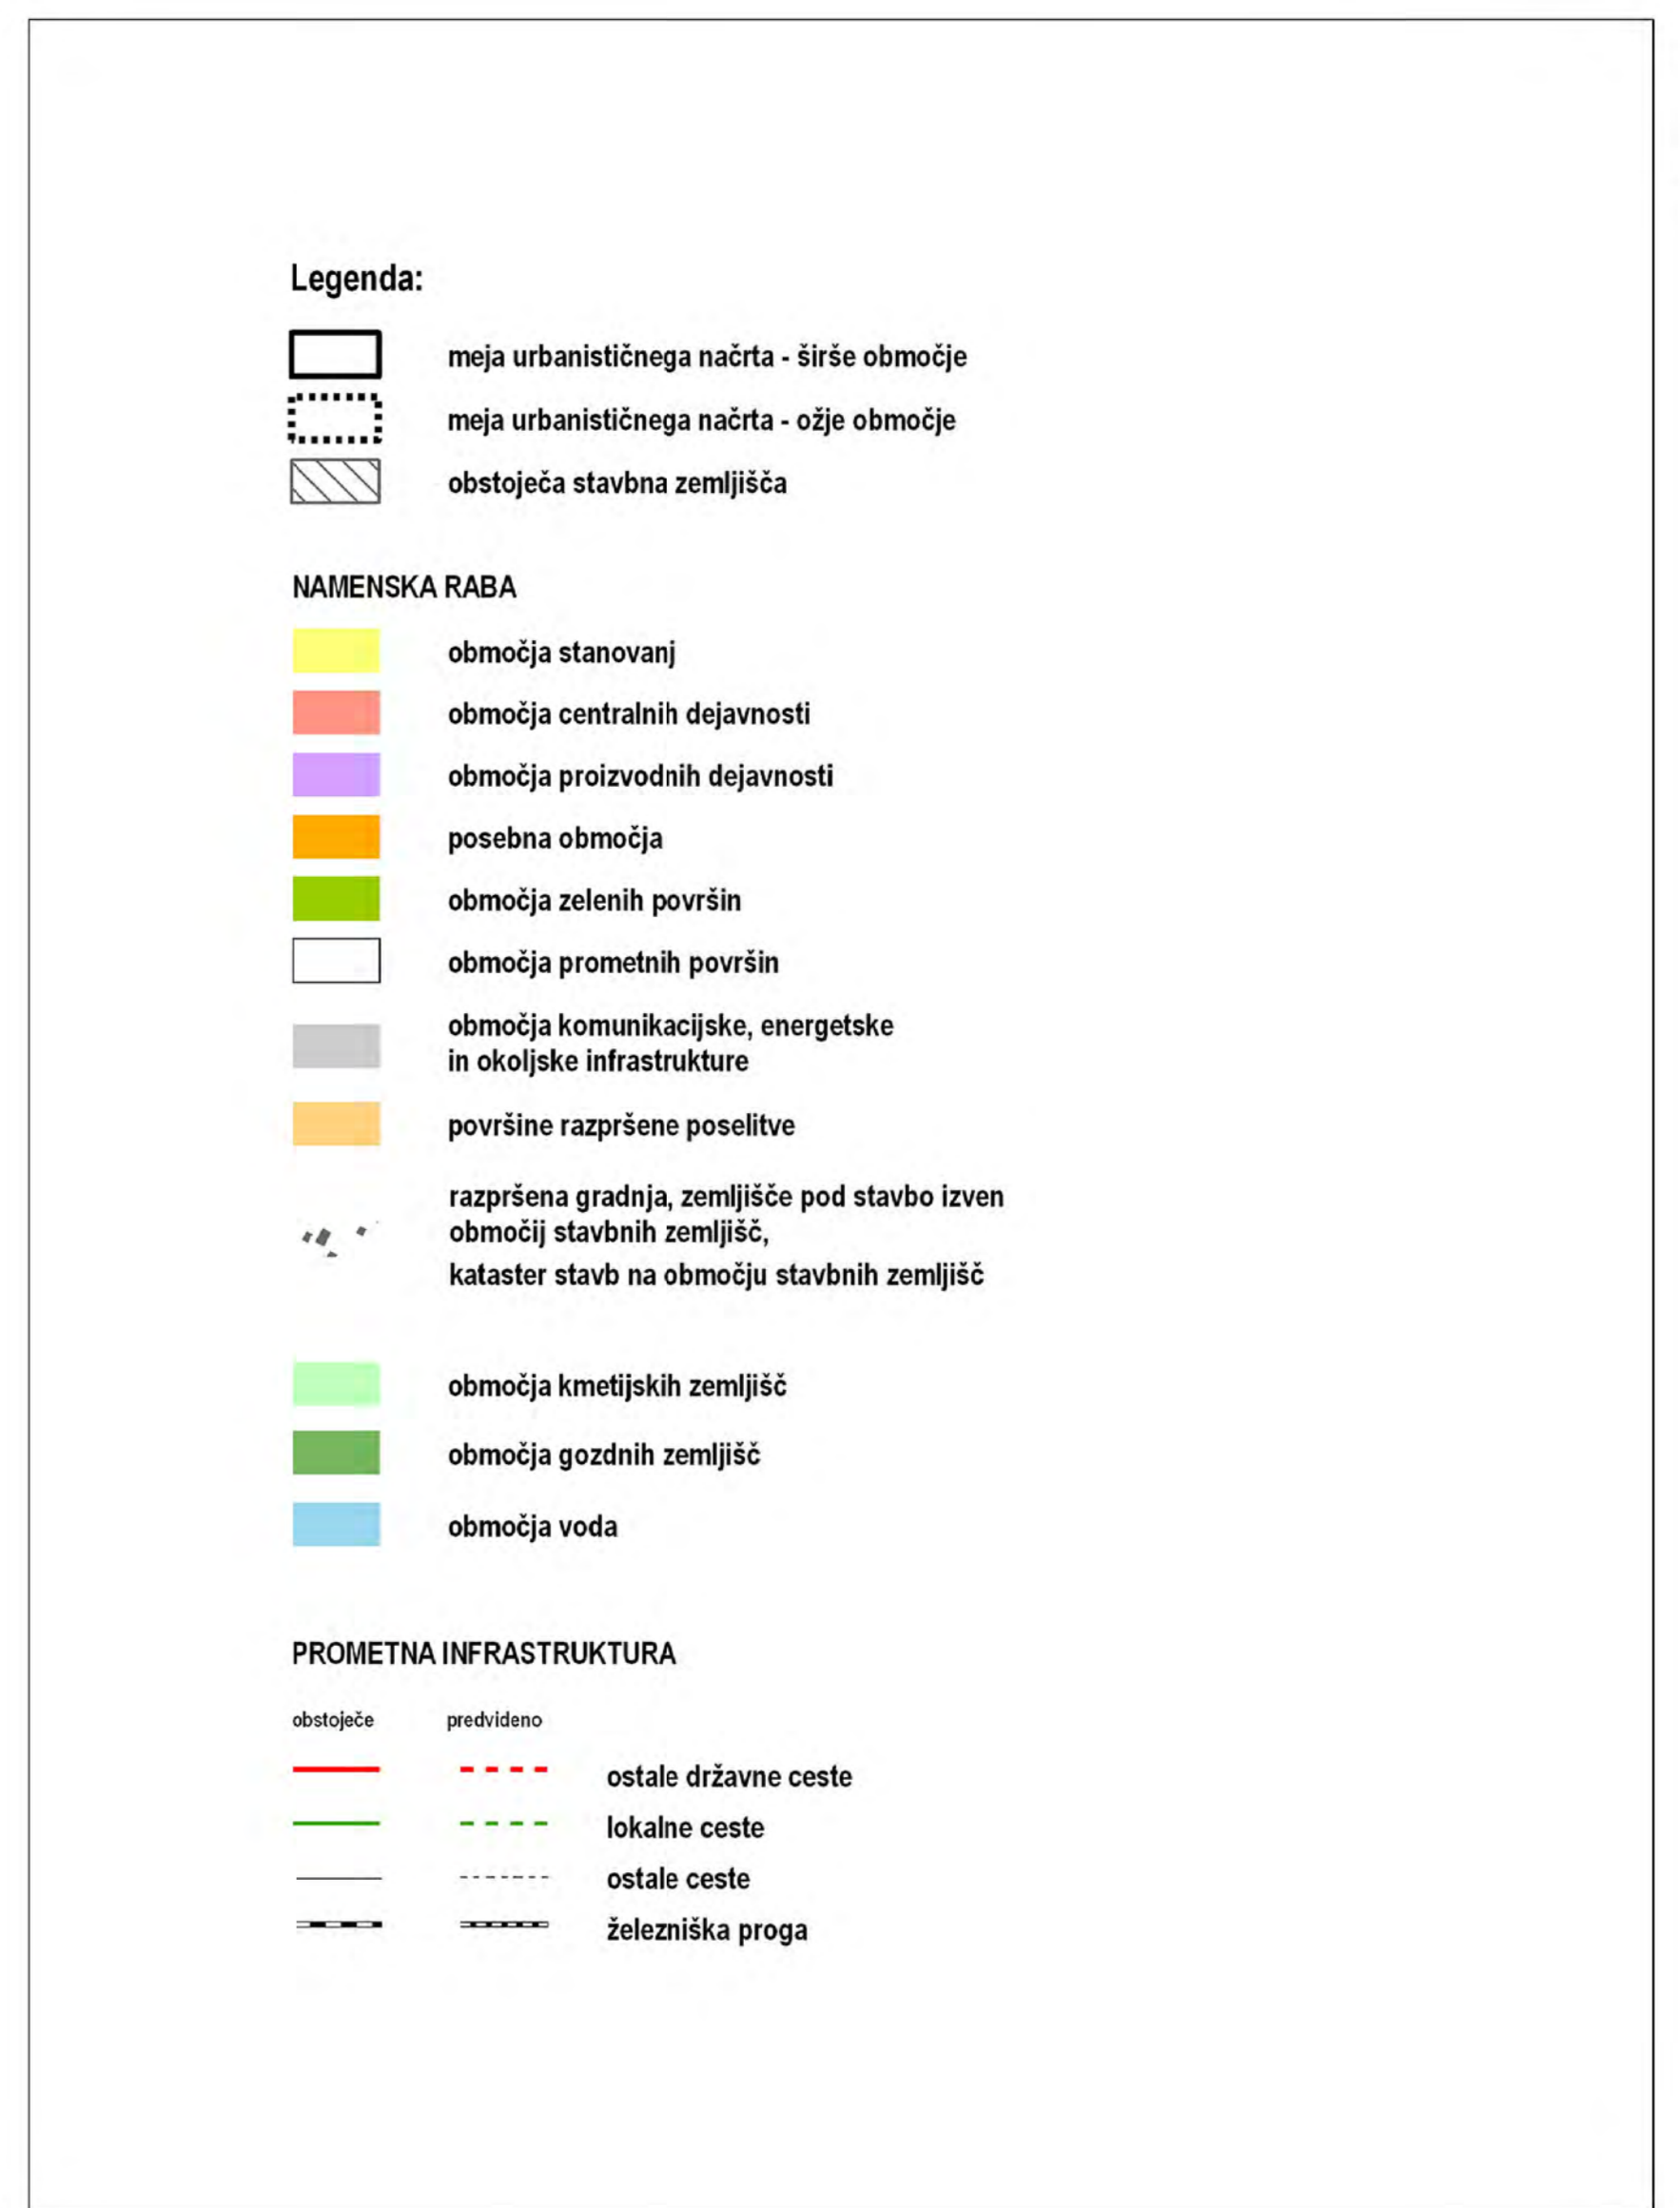 Legenda:
meja urbanističnega načrta - širše območje
meja urbanističnega načrta - ožje območje
obstoječa stavbna zemljišča
NAMENSKA RABA
območja stanovanj
območja centralnih dejavnosti
območja proizvodnih dejavnosti
posebna območja
območja zelenih površin
območja prometnih površin
območja komunikacijske, energetske
in okoljske infrastrukture
površine razpršene poselitve
razpršena gradnja, zemljišče pod stavbo izven
območij stavbnih zemljišč,
kataster stavb na območju stavbnih zemljišč
območja kmetijskih zemljišč
območja gozdnih zemljišč
območja voda
PROMETNA INFRASTRUKTURA
obstoječe predvideno
ostale državne ceste
lokalne ceste
ostale ceste
železniška proga